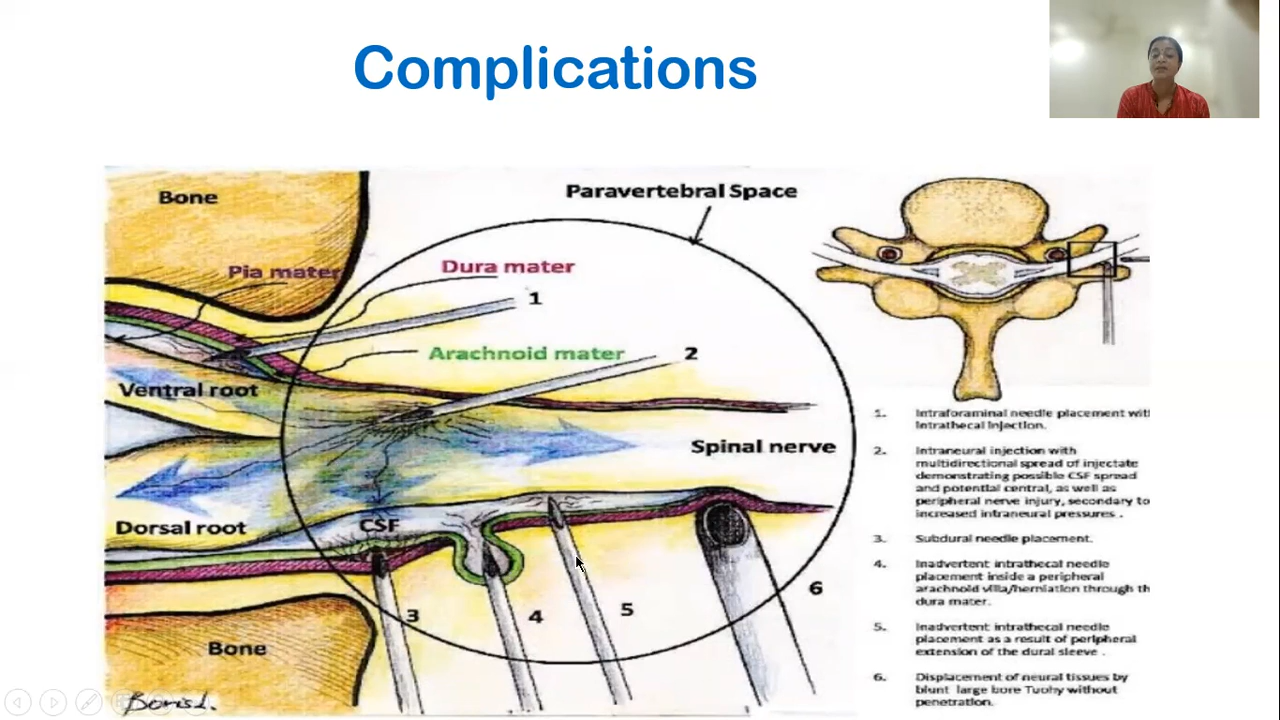 Complications
Paravertebral Space
Bone
Pia mater
Dura mater
1
Arachnoid mater
2
Ventral root
Spinal nerve
Dorsal root
CSF
3
4
5
6
Bone
1. Intraforaminal needle placement with
intrathecal injection.
2. Intraneural injection with
multidirectional spread of injectate
demonstrating possible CSF spread
and potential central, as well as
peripheral nerve injury, secondary to
increased intraneural pressures .
3. Subdural needle placement.
4. Inadvertent intrathecal needle
placement inside a peripheral
arachnoid villa/herniation through th
dura mater.
5. Inadvertent intrathecal needle
placement as a result of peripheral
extension of the dural sleeve .
6. Displacement of neural tissues by
blunt large bore Tuohy without
penetration.